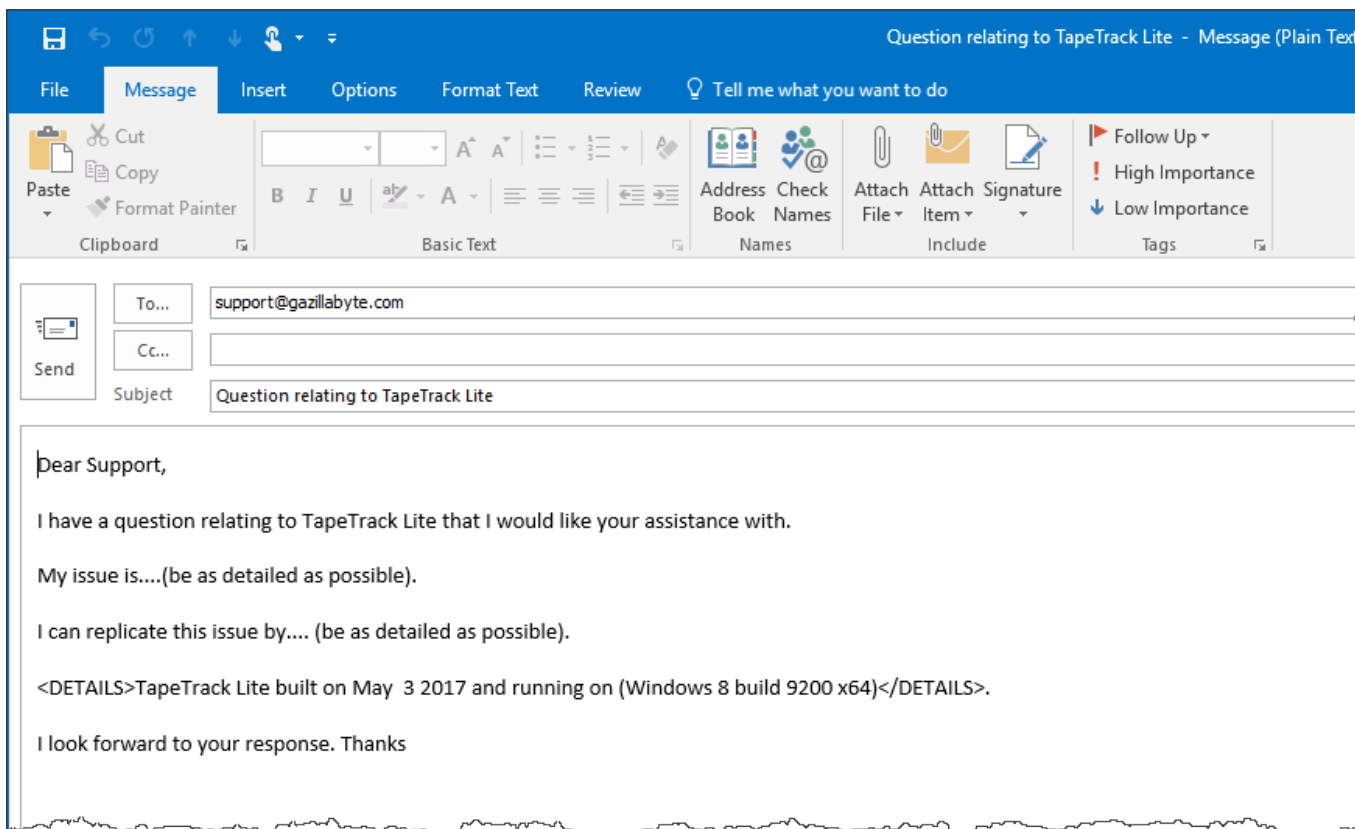 Question relating to TapeTrack Lite - Message (Plain Text
File Message Insert Options Format Text Review Tell me what you want to do
Paste
Cut
Copy
Format Painter
Clipboard
B I U aby A
Basic Text
Address Book
Check Names
Names
Attach File
Attach Item
Signature
Include
Follow Up
High Importance
Low Importance
Tags
Send
To... support@gazillabyte.com
Cc...
Subject Question relating to TapeTrack Lite
Dear Support,
I have a question relating to TapeTrack Lite that I would like your assistance with.
My issue is....(be as detailed as possible).
I can replicate this issue by.... (be as detailed as possible).
<DETAILS>TapeTrack Lite built on May  3 2017 and running on (Windows 8 build 9200 x64)</DETAILS>.
I look forward to your response. Thanks